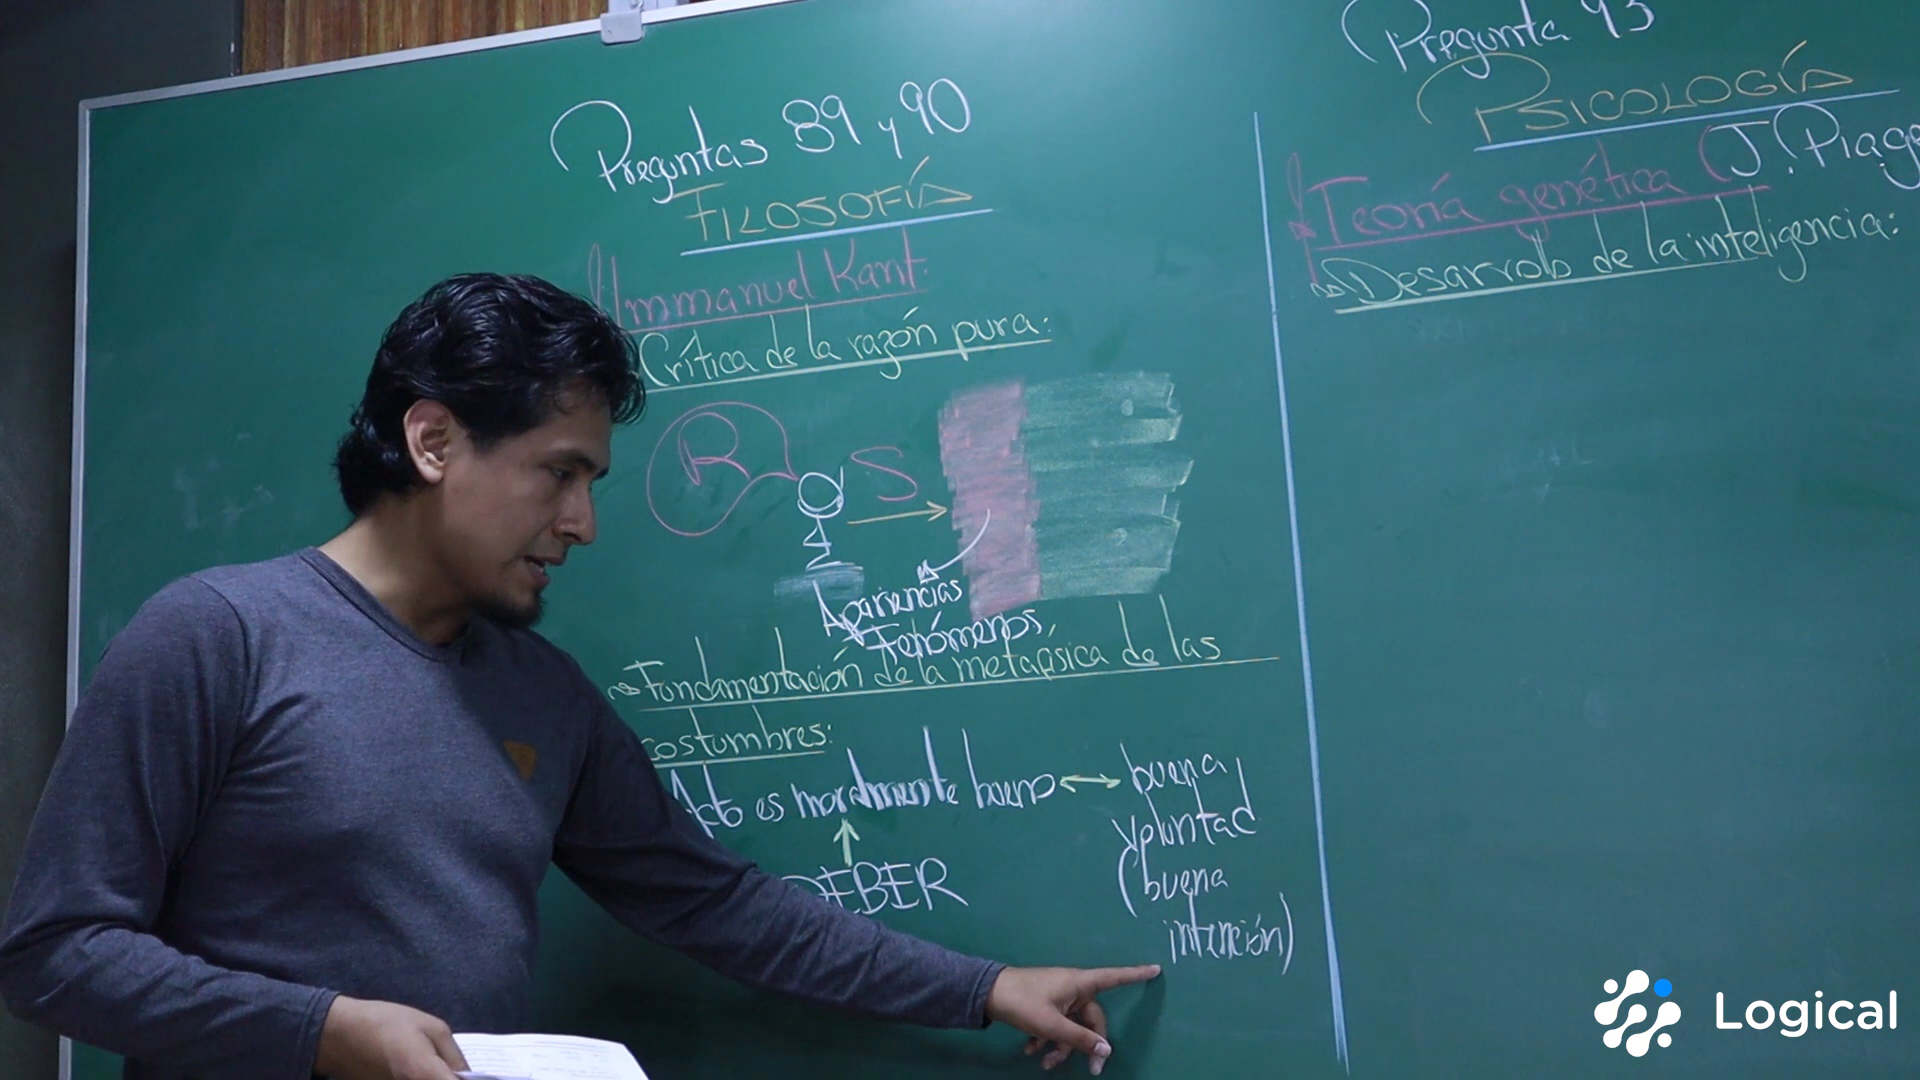 Preguntas 89 y 90
FILOSOFÍA
Immanuel Kant:
Crítica de la razón pura:
R
S
Apariencias
Fenómenos
Fundamentación de la metafísica de las
costumbres:
Acto es moralmente bueno
buena
voluntad
(buena
intención)
DEBER
Pregunta 93
PSICOLOGÍA
Teoría genética (J. Piage
Desarrollo de la inteligencia:
Logical